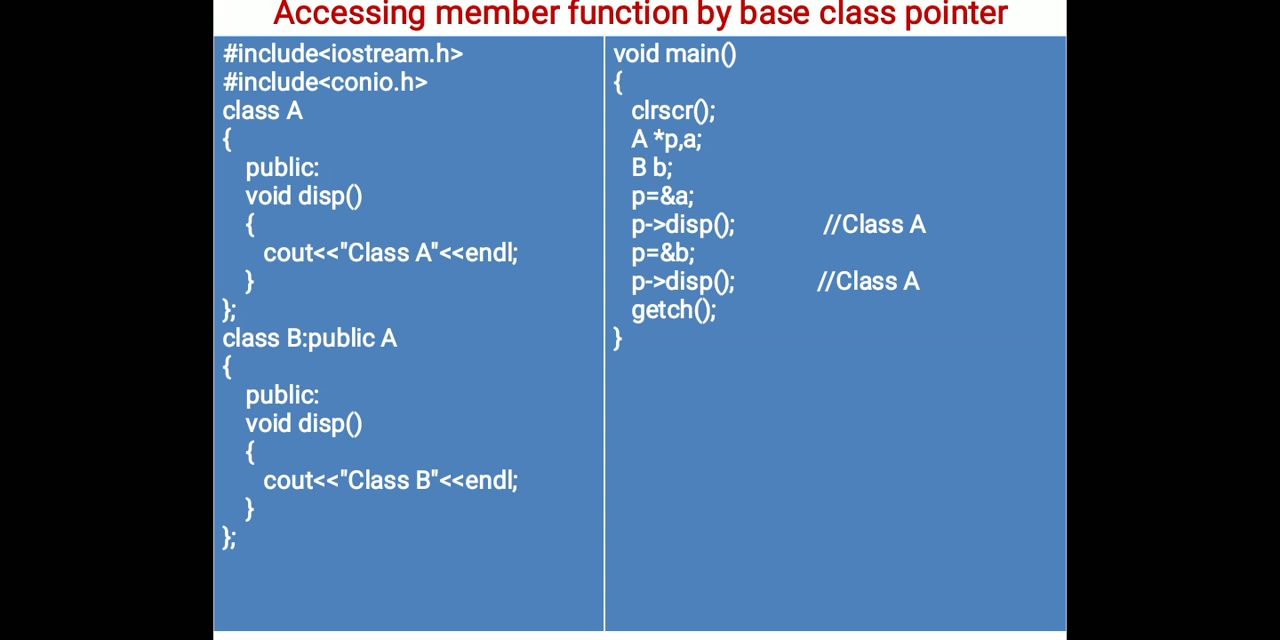 Accessing member function by base class pointer
#include<iostream.h>
#include<conio.h>
class A
{
public:
void disp()
{
cout<<"Class A"<<endl;
}
};
class B:public A
{
public:
void disp()
{
cout<<"Class B"<<endl;
}
};
void main()
{
clrscr();
A *p,a;
B b;
p=&a;
p->disp(); //Class A
p=&b;
p->disp(); //Class A
getch();
}